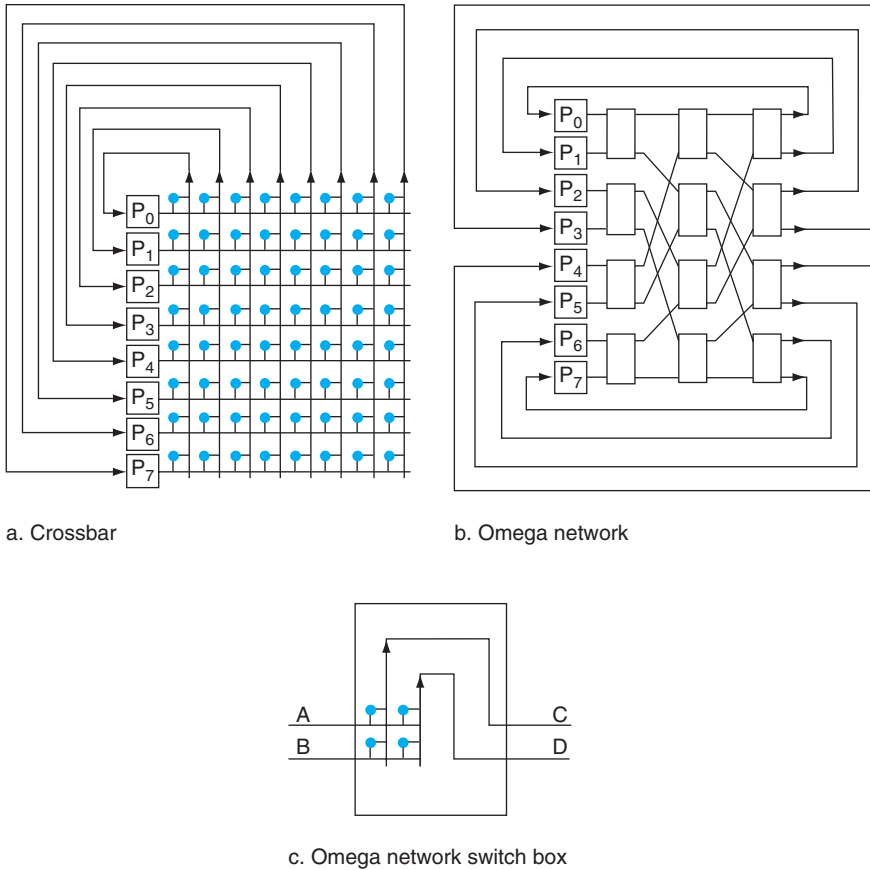 P0
P1
P2
P3
P4
P5
P6
P7
a. Crossbar
P0
P1
P2
P3
P4
P5
P6
P7
b. Omega network
A
B
C
D
c. Omega network switch box